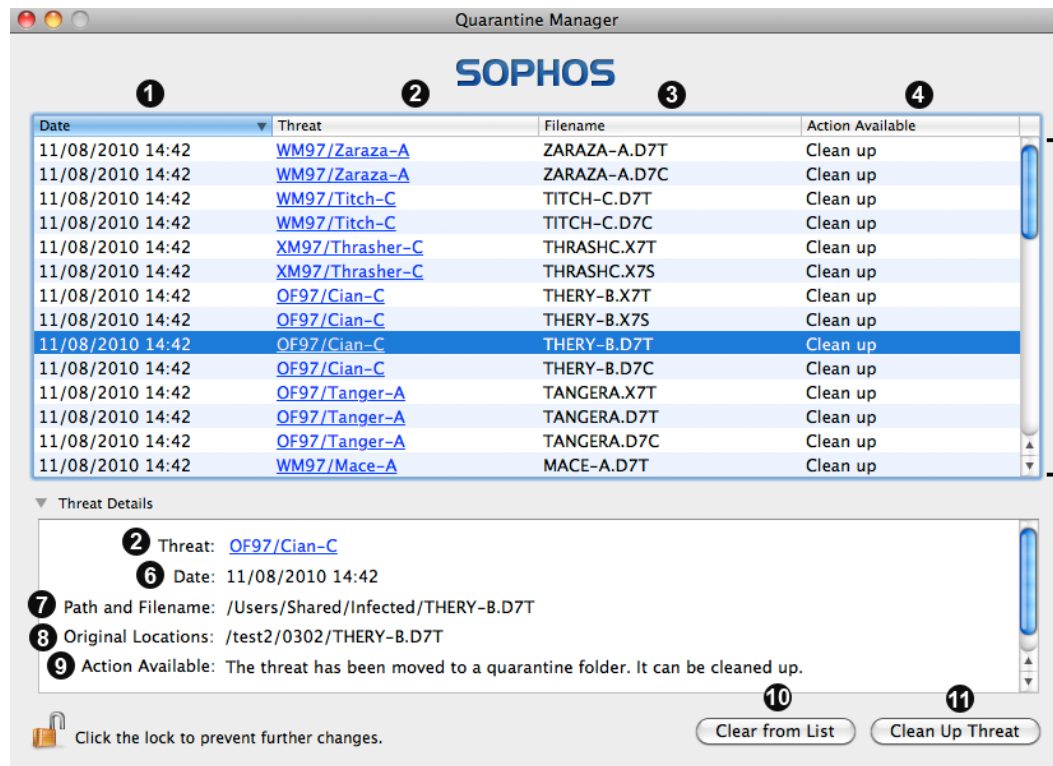 Quarantine Manager
SOPHOS
1 2 3 4
Date Threat Filename Action Available
11/08/2010 14:42 WM97/Zaraza-A ZARAZA-A.D7T Clean up
11/08/2010 14:42 WM97/Zaraza-A ZARAZA-A.D7C Clean up
11/08/2010 14:42 WM97/Titch-C TITCH-C.D7T Clean up
11/08/2010 14:42 WM97/Titch-C TITCH-C.D7C Clean up
11/08/2010 14:42 XM97/Thrasher-C THRASHC.X7T Clean up
11/08/2010 14:42 XM97/Thrasher-C THRASHC.X7S Clean up
11/08/2010 14:42 OF97/Cian-C THERY-B.X7T Clean up
11/08/2010 14:42 OF97/Cian-C THERY-B.X7S Clean up
11/08/2010 14:42 OF97/Cian-C THERY-B.D7T Clean up
11/08/2010 14:42 OF97/Cian-C THERY-B.D7C Clean up
11/08/2010 14:42 OF97/Tanger-A TANGERA.X7T Clean up
11/08/2010 14:42 OF97/Tanger-A TANGERA.D7T Clean up
11/08/2010 14:42 OF97/Tanger-A TANGERA.D7C Clean up
11/08/2010 14:42 WM97/Mace-A MACE-A.D7T Clean up
Threat Details
2 Threat: OF97/Cian-C
6 Date: 11/08/2010 14:42
7 Path and Filename: /Users/Shared/Infected/THERY-B.D7T
8 Original Locations: /test2/0302/THERY-B.D7T
9 Action Available: The threat has been moved to a quarantine folder. It can be cleaned up.
10 11
Click the lock to prevent further changes. Clear from List Clean Up Threat